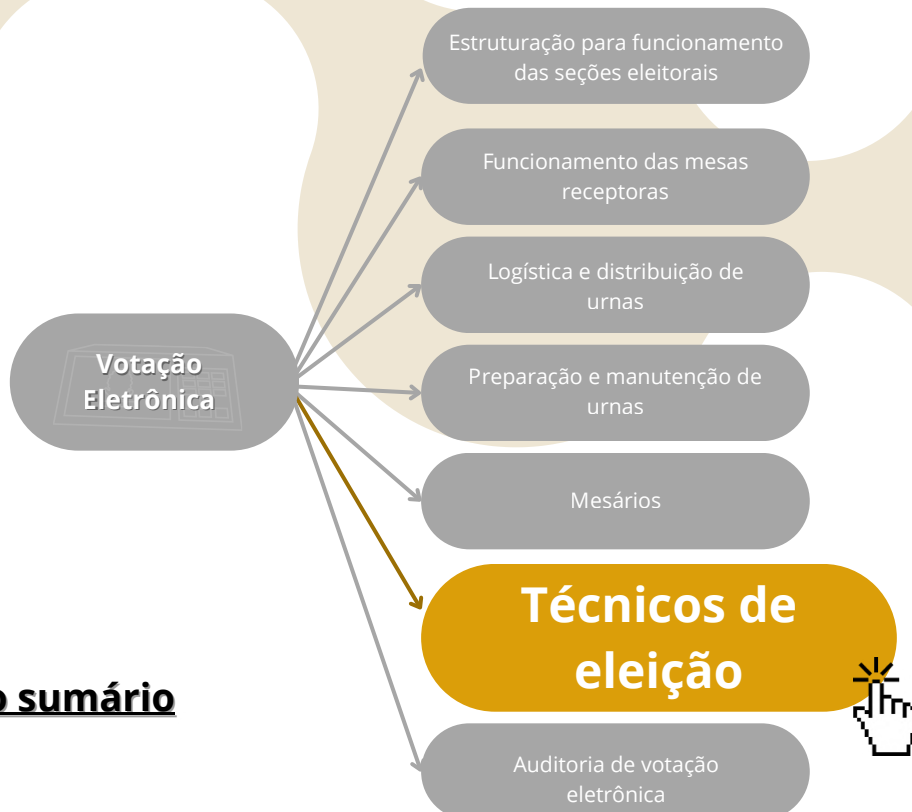 Estruturação para funcionamento
das seções eleitorais
Funcionamento das mesas
receptoras
Logística e distribuição de
urnas
Votação
Eletrônica
Preparação e manutenção de
urnas
Mesários
Técnicos de
eleição
o sumário
Auditoria de votação
eletrônica